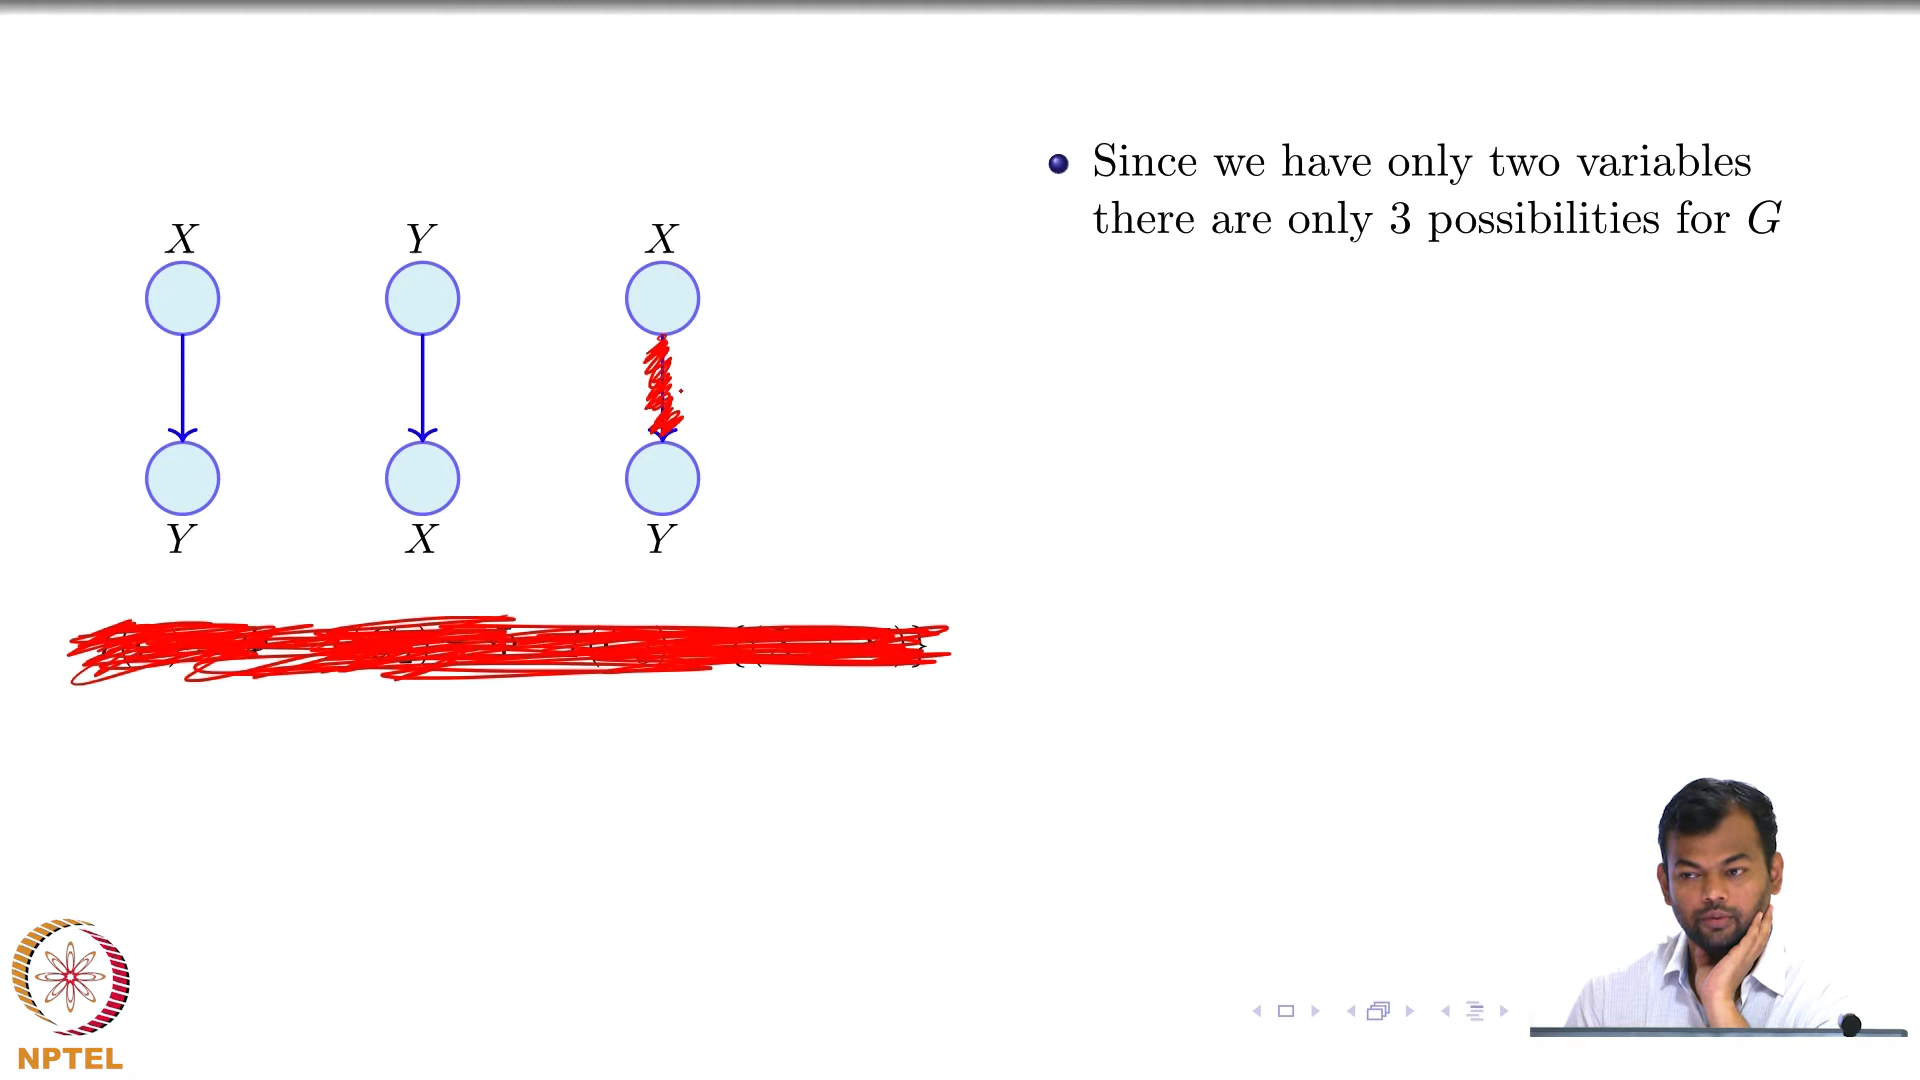 Since we have only two variables
there are only 3 possibilities for G
X Y X
Y X Y
NPTEL